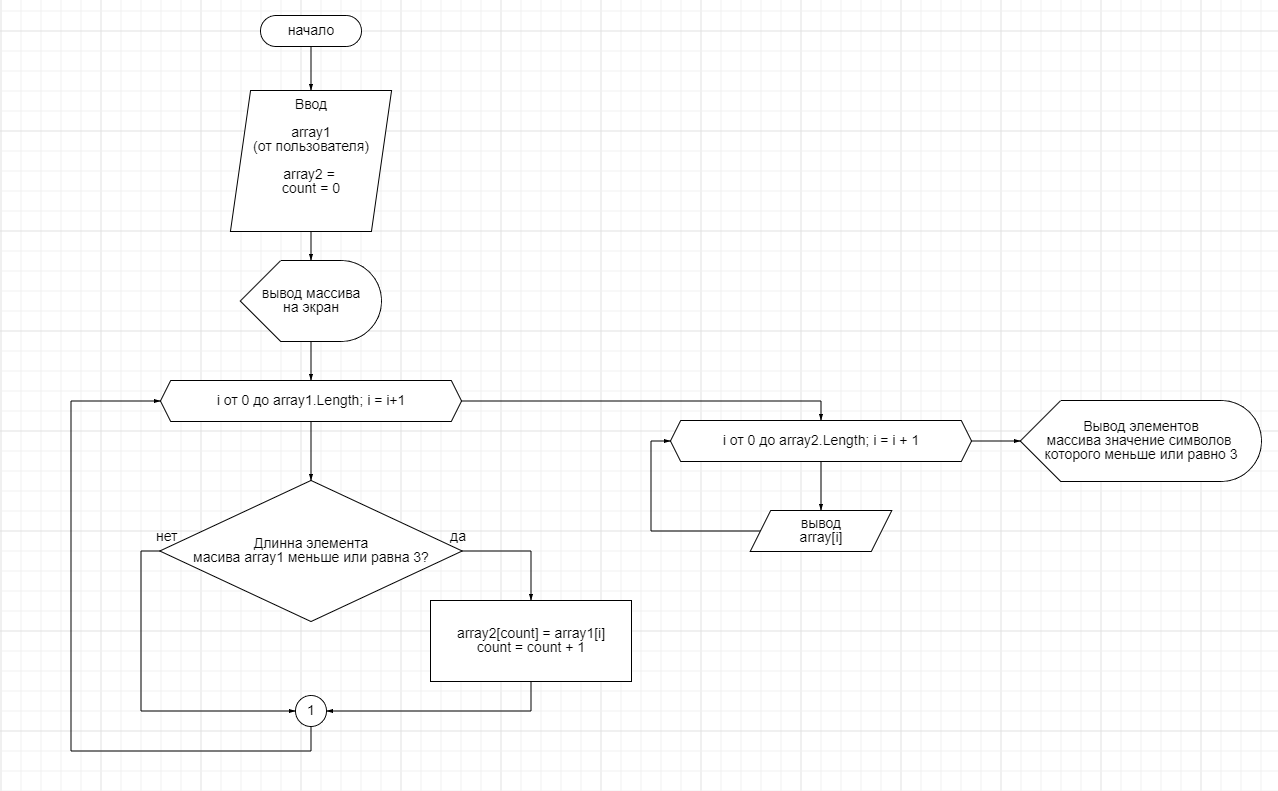 начало
Ввод
array1
(от пользователя)
array2 =
count = 0
вывод массива
на экран
i от 0 до array1.Length; i = i+1
i от 0 до array2.Length; i = i + 1
Вывод элементов
массива значение символов
которого меньше или равно 3
вывод
array[i]
нет
да
Длинна элемента
масива array1 меньше или равна 3?
array2[count] = array1[i]
count = count + 1
1